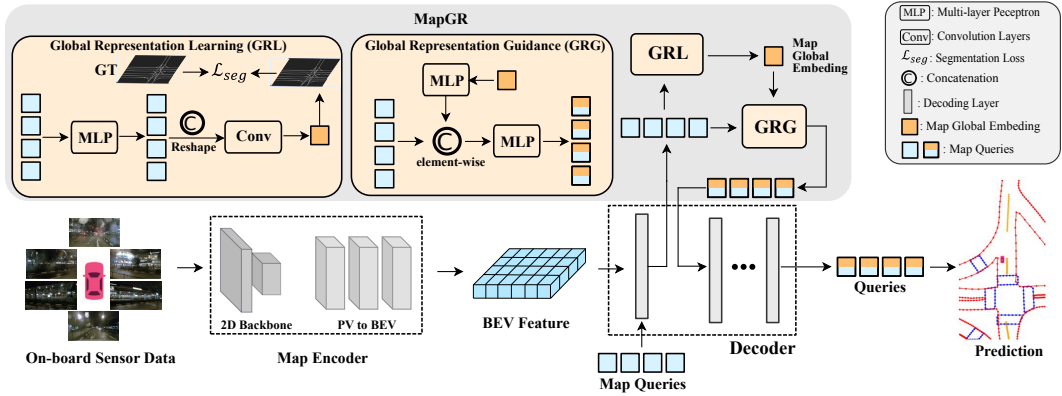 MapGR
Global Representation Learning (GRL)
GT
ℒseg
MLP
C
Reshape
Conv
Global Representation Guidance (GRG)
MLP
C
element-wise
MLP
GRL
Map
Global
Embeding
GRG
MLP : Multi-layer Peceptron
Conv : Convolution Layers
ℒseg : Segmentation Loss
C : Concatenation
: Decoding Layer
: Map Global Embeding
: Map Queries
2D Backbone
PV to BEV
On-board Sensor Data
Map Encoder
BEV Feature
Decoder
Map Queries
Queries
Prediction